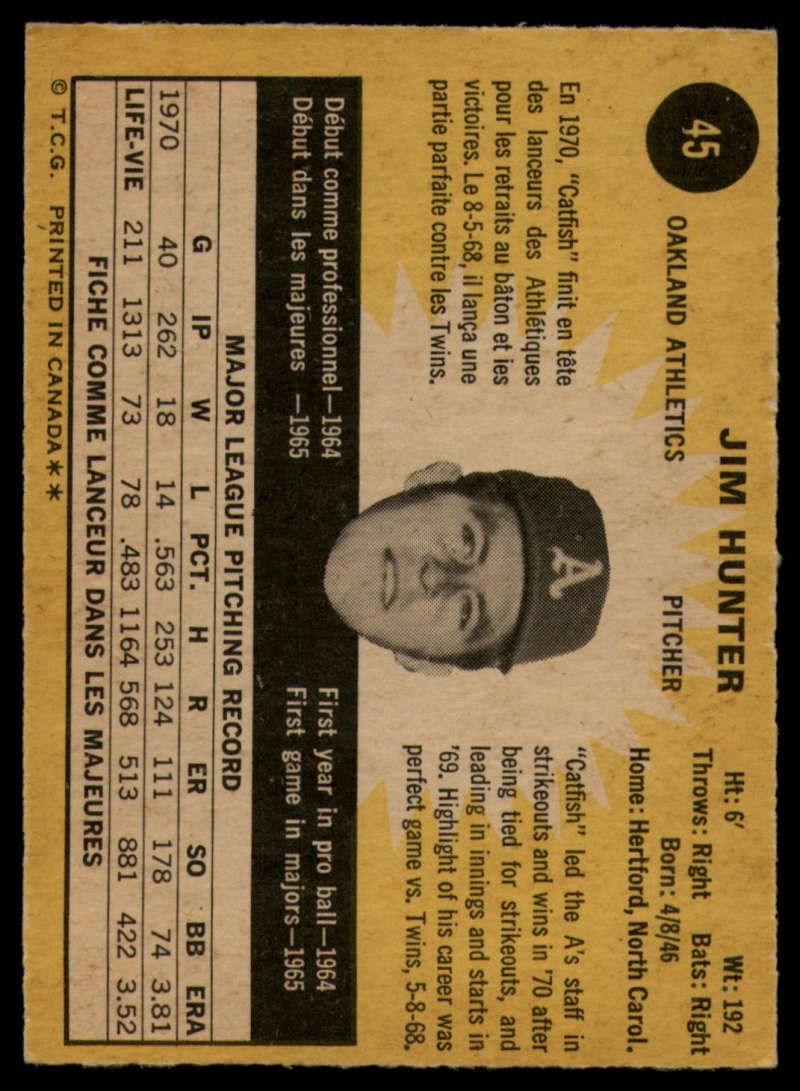 45
JIM HUNTER
OAKLAND ATHLETICS PITCHER
Ht: 6' Wt: 192
Throws: Right Bats: Right
Born: 4/8/46
Home: Hertford, North Carol.
En 1970, "Catfish" finit en tête
des lanceurs des Athlétiques
pour les retraits au bâton et les
victoires. Le 8-5-68, il lança une
partie parfaite contre les Twins.
A
"Catfish" led the A's staff in
strikeouts and wins in '70 after
being tied for strikeouts, and
leading in innings and starts in
'69. Highlight of his career was
perfect game vs. Twins, 5-8-68.
Début comme professionnel—1964
Début dans les majeures —1965
First year in pro ball—1964
First game in majors—1965
MAJOR LEAGUE PITCHING RECORD
G IP W L PCT. H R ER SO BB ERA
1970 40 262 18 14 .563 253 124 111 178 74 3.81
LIFE-VIE 211 1313 73 78 .483 1164 568 513 881 422 3.52
FICHE COMME LANCEUR DANS LES MAJEURES
© T.C.G. PRINTED IN CANADA**